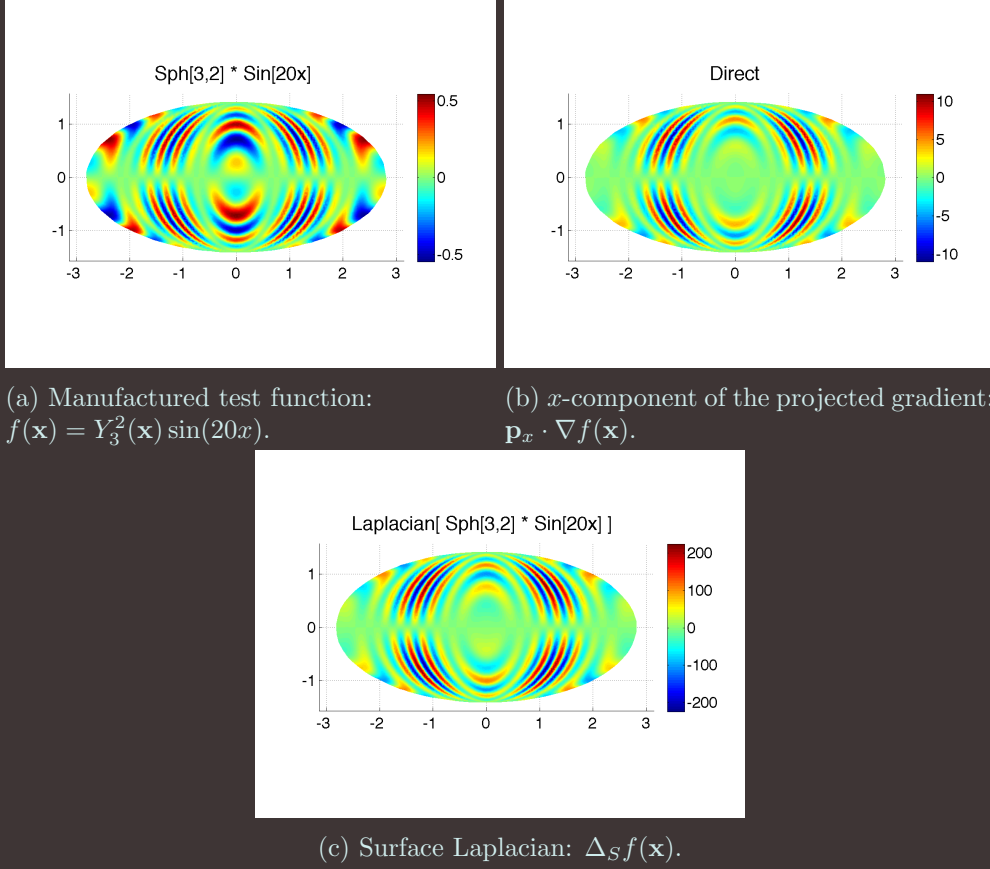 Sph[3,2] * Sin[20x]
1
0
-1
-3 -2 -1 0 1 2 3
0.5
0
-0.5
Direct
1
0
-1
-3 -2 -1 0 1 2 3
10
5
0
-5
-10
(a) Manufactured test function:
f(x) = Y₃²(x) sin(20x).
(b) x-component of the projected gradient:
pₓ · ∇f(x).
Laplacian[ Sph[3,2] * Sin[20x] ]
1
0
-1
-3 -2 -1 0 1 2 3
200
100
0
-100
-200
(c) Surface Laplacian: Δ_S f(x).